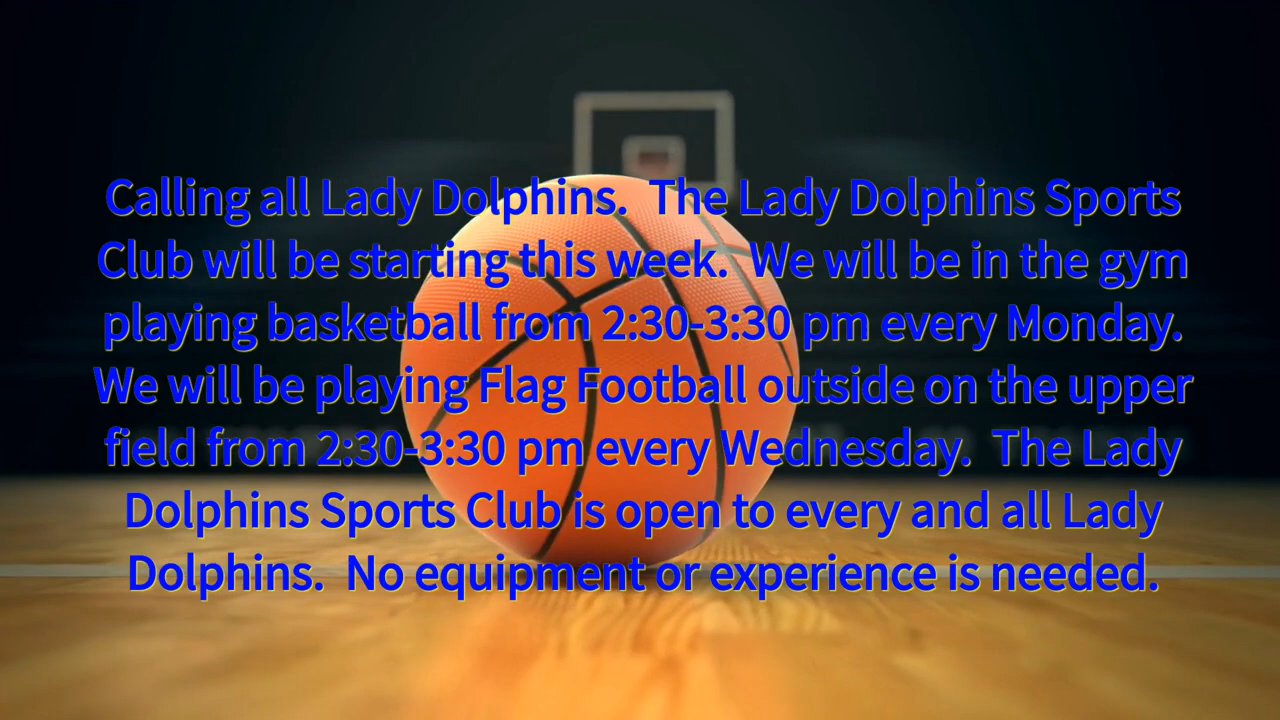 Calling all Lady Dolphins.  The Lady Dolphins Sports
Club will be starting this week.  We will be in the gym
playing basketball from 2:30-3:30 pm every Monday.
We will be playing Flag Football outside on the upper
field from 2:30-3:30 pm every Wednesday.  The Lady
Dolphins Sports Club is open to every and all Lady
Dolphins.  No equipment or experience is needed.